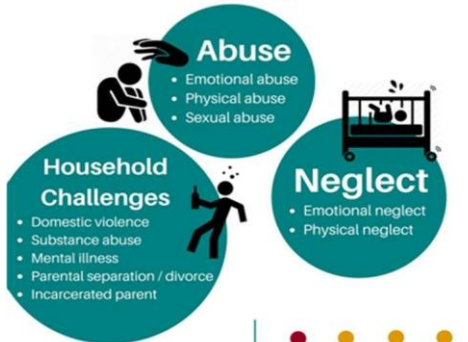 Abuse
• Emotional abuse
• Physical abuse
• Sexual abuse
Household
Challenges
• Domestic violence
• Substance abuse
• Mental illness
• Parental separation / divorce
• Incarcerated parent
Neglect
• Emotional neglect
• Physical neglect